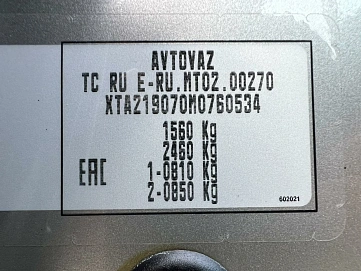 AVTOVAZ
TC RU E-RU.MT02.00270
XTA219070M0760534
1560 Kg
2460 Kg
EAC 1-0810 Kg
2-0850 Kg
602021